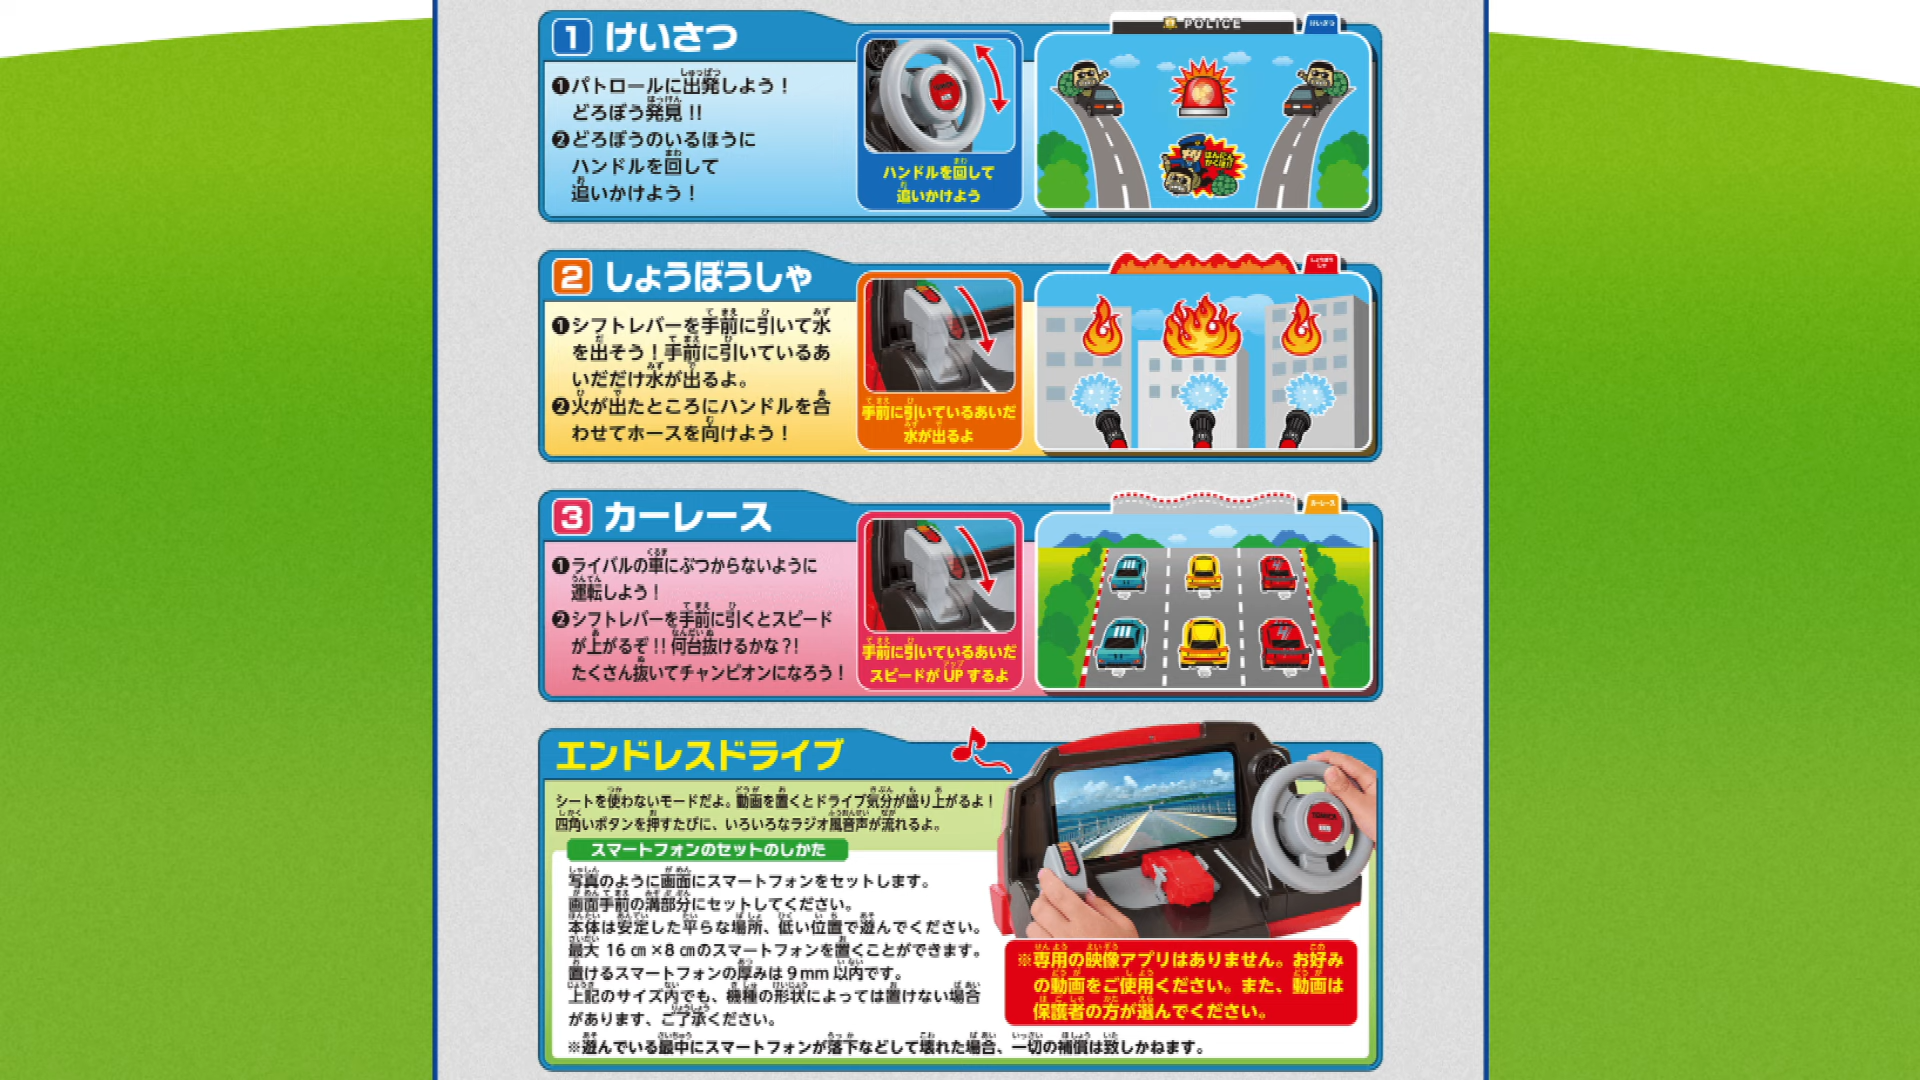 1 けいさつ
❶パトロールに出発しよう！
どろぼう発見!!
❷どろぼうのいるほうに
ハンドルを回して
追いかけよう！
ハンドルを回して
追いかけよう
POLICE
けいさつ
はんにん
かくほ!
2 しょうぼうしゃ
❶シフトレバーを手前に引いて水
を出そう！手前に引いているあ
いだだけ水が出るよ。
❷火が出たところにハンドルを合
わせてホースを向けよう！
手前に引いているあいだ
水が出るよ
しょうぼう
しゃ
3 カーレース
❶ライバルの車にぶつからないように
運転しよう！
❷シフトレバーを手前に引くとスピード
が上がるぞ!!何台抜けるかな?!
たくさん抜いてチャンピオンになろう！
手前に引いているあいだ
スピードがUPするよ
カーレース
エンドレスドライブ
シートを使わないモードだよ。動画を置くとドライブ気分が盛り上がるよ！
四角いボタンを押すたびに、いろいろなラジオ風音声が流れるよ。
スマートフォンのセットのしかた
写真のように画面にスマートフォンをセットします。
画面手前の溝部分にセットしてください。
本体は安定した平らな場所、低い位置で遊んでください。
最大 16㎝×8㎝のスマートフォンを置くことができます。
置けるスマートフォンの厚みは9mm以内です。
上記のサイズ内でも、機種の形状によっては置けない場合
があります、ご了承ください。
※専用の映像アプリはありません。お好み
の動画をご使用ください。また、動画は
保護者の方が選んでください。
※遊んでいる最中にスマートフォンが落下などして壊れた場合、一切の補償は致しかねます。